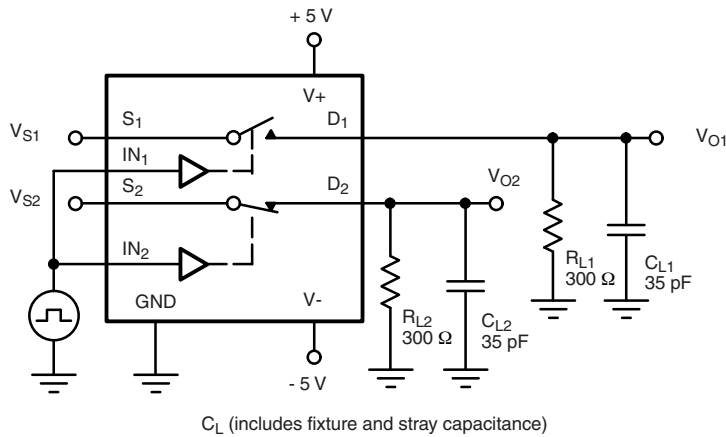 + 5 V
V+
VS1
S1
D1
VO1
IN1
VS2
S2
D2
VO2
IN2
GND
V-
RL1
300 Ω
CL1
35 pF
RL2
300 Ω
CL2
35 pF
- 5 V
CL (includes fixture and stray capacitance)